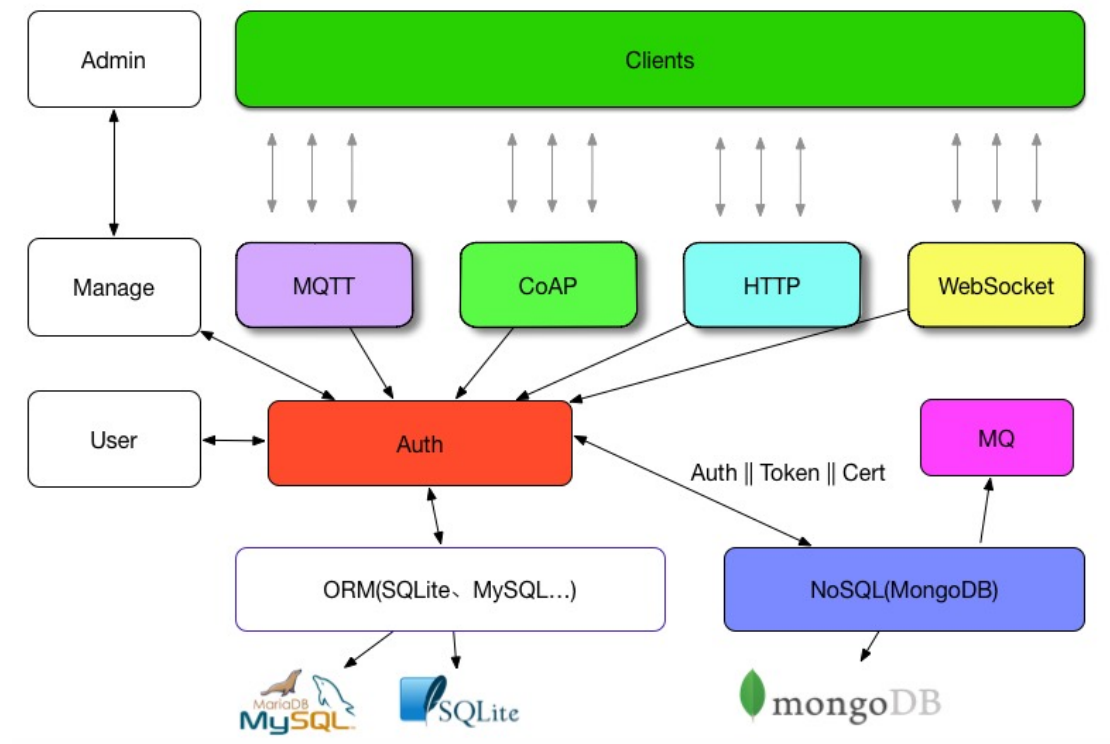 Admin
Clients
Manage
MQTT
CoAP
HTTP
WebSocket
User
Auth
MQ
Auth || Token || Cert
ORM(SQLite、MySQL...)
NoSQL(MongoDB)
MariaDB
MySQL
SQLite
mongoDB